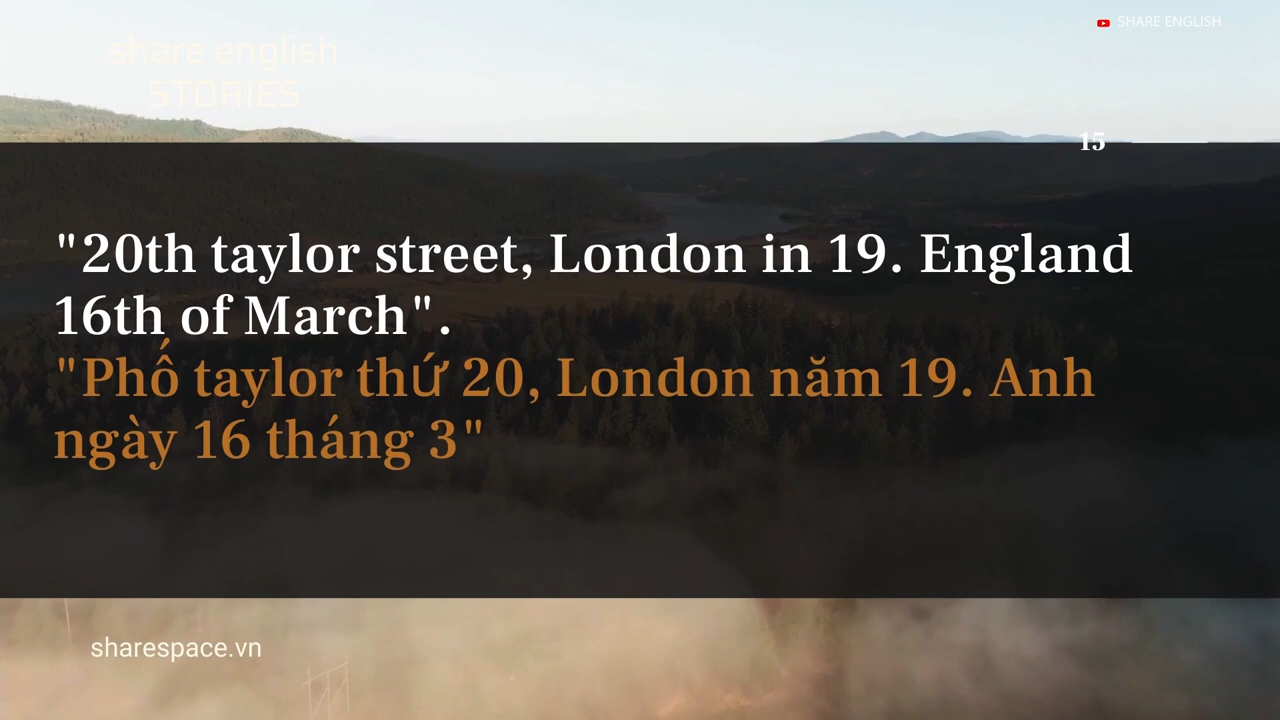 SHARE ENGLISH
share english
STORIES
15
"20th taylor street, London in 19. England
16th of March".
"Phố taylor thứ 20, London năm 19. Anh
ngày 16 tháng 3"
sharespace.vn